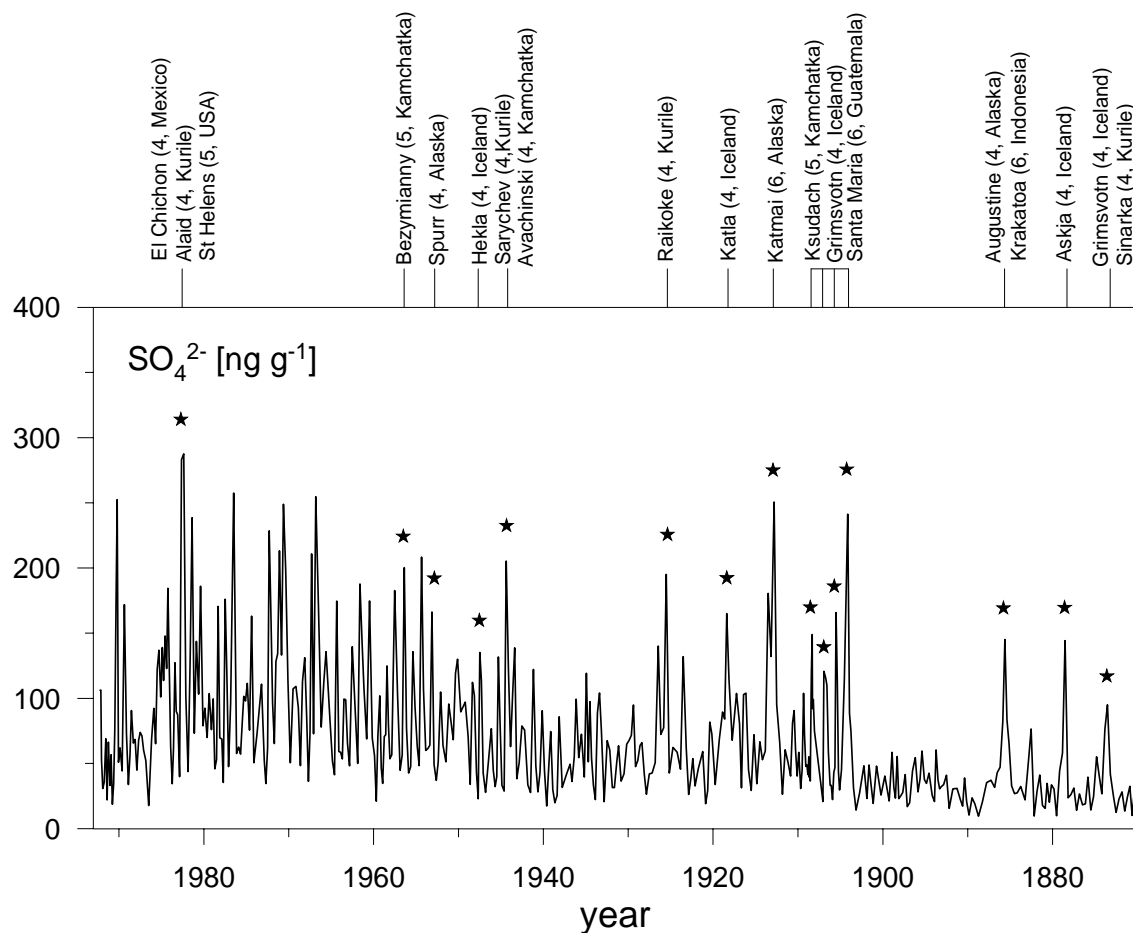 El Chichon (4, Mexico)
Alaid (4, Kurile)
St Helens (5, USA)
Bezymianny (5, Kamchatka)
Spurr (4, Alaska)
Hekla (4, Iceland)
Sarychev (4,Kurile)
Avachinski (4, Kamchatka)
Raikoke (4, Kurile)
Katla (4, Iceland)
Katmai (6, Alaska)
Ksudach (5, Kamchatka)
Grimsvotn (4, Iceland)
Santa Maria (6, Guatemala)
Augustine (4, Alaska)
Krakatoa (6, Indonesia)
Askja (4, Iceland)
Grimsvotn (4, Iceland)
Sinarka (4, Kurile)
SO₄²⁻ [ng g⁻¹]
400
300
200
100
0
1980 1960 1940 1920 1900 1880
year